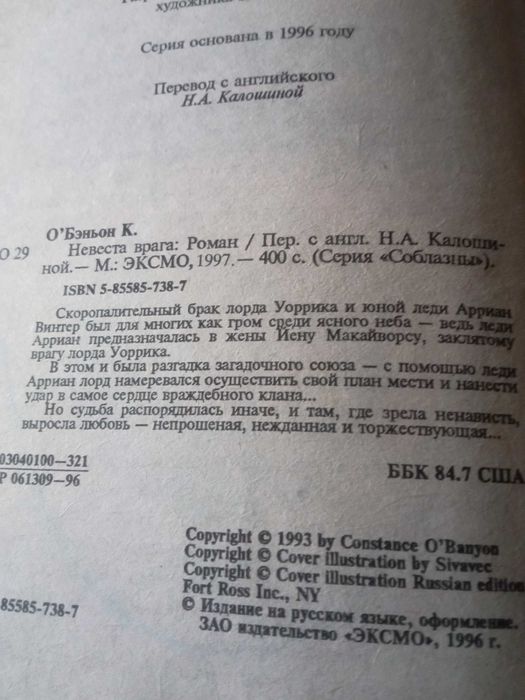 художника
Серия основана в 1996 году
Перевод с английского
Н.А. Калошиной
О'Бэньон К.
О 29 Невеста врага: Роман / Пер. с англ. Н.А. Калоши-
ной.— М.: ЭКСМО, 1997.— 400 с. (Серия «Соблазны»).
ISBN 5-85585-738-7
Скоропалительный брак лорда Уоррика и юной леди Арриан
Винтер был для многих как гром среди ясного неба — ведь леди
Арриан предназначалась в жены Йену Макайворсу, заклятому
врагу лорда Уоррика.
В этом и была разгадка загадочного союза — с помощью леди
Арриан лорд намеревался осуществить свой план мести и нанести
удар в самое сердце враждебного клана...
Но судьба распорядилась иначе, и там, где зрела ненависть,
выросла любовь — непрошеная, нежданная и торжествующая...
03040100—321
Р 061309—96
ББК 84.7 США
Copyright © 1993 by Constance O'Banyon
Copyright © Cover illustration by Sivavec
Copyright © Cover illustration Russian edition
Fort Ross Inc., NY
© Издание на русском языке, оформление.
85585-738-7 ЗАО издательство «ЭКСМО», 1996 г.